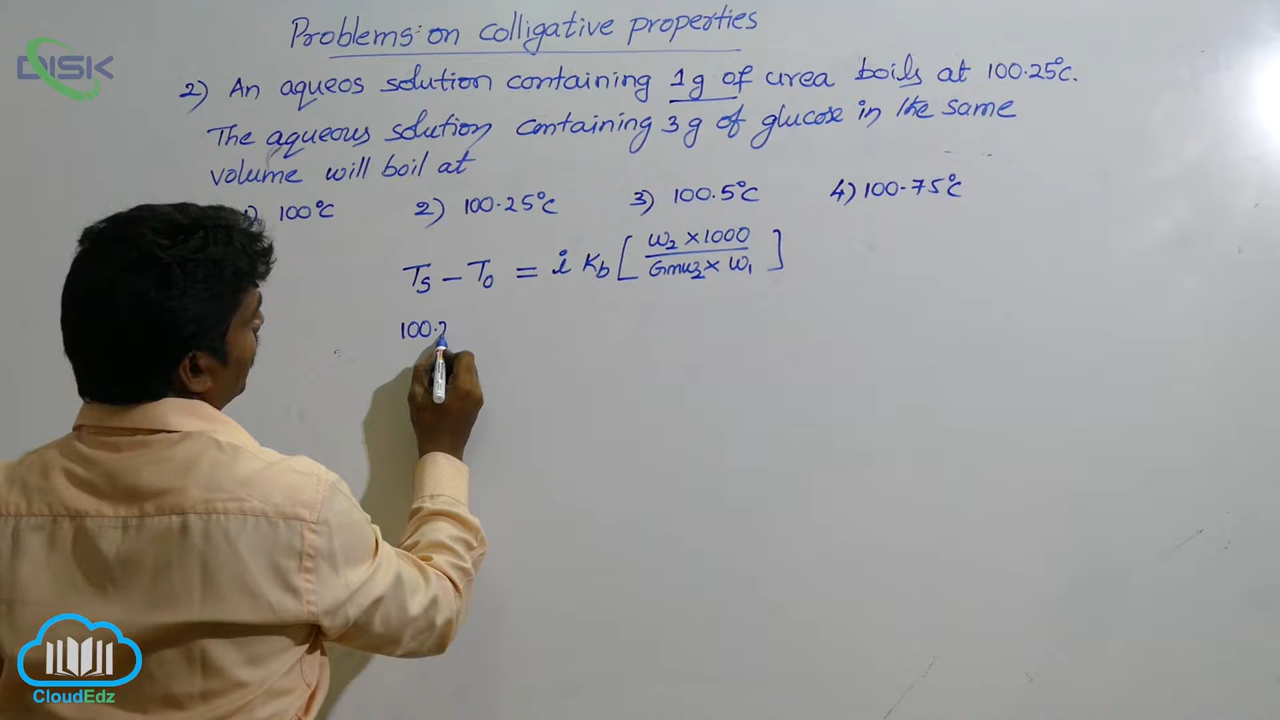 Problems on colligative properties
DISK
2) An aqueos solution containing 1g of urea boils at 100.25°C.
The aqueous solution containing 3g of glucose in the same
volume will boil at
1) 100°C 2) 100.25°C 3) 100.5°C 4) 100.75°C
Ts - To = i Kb [ W2 × 1000
Gmw2 × W1 ]
100.2
CloudEdz